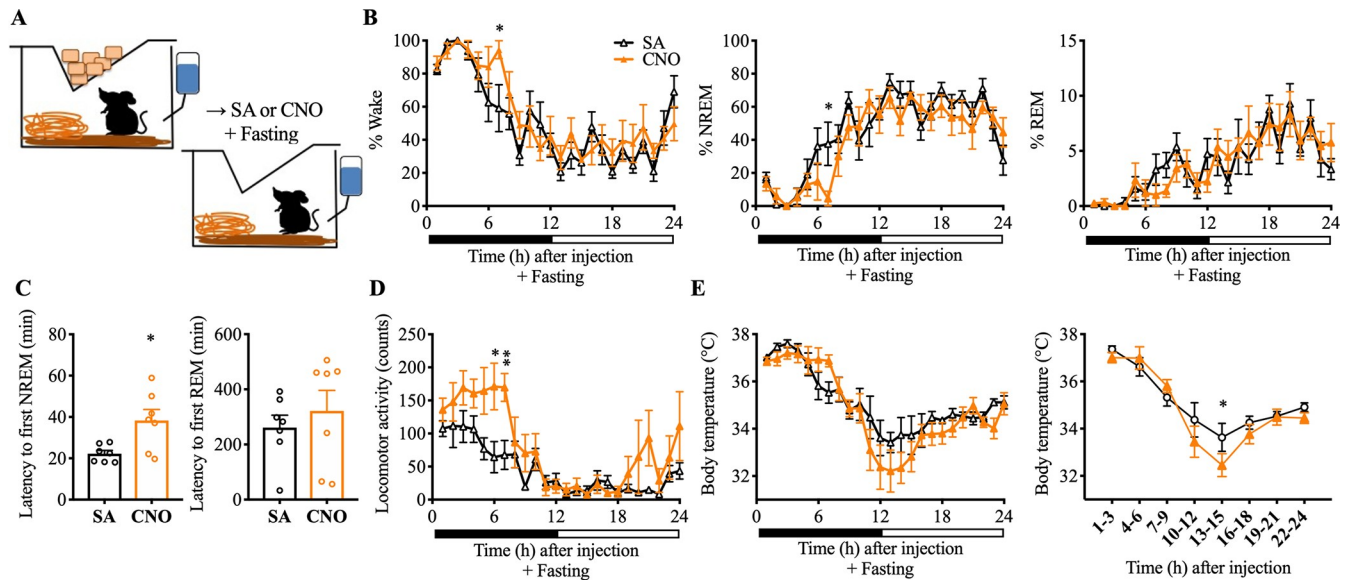 A
→ SA or CNO
+ Fasting
B
% Wake
100
80
60
40
20
0
*
SA
CNO
0
6
12
18
24
Time (h) after injection
+ Fasting
% NREM
100
80
60
40
20
0
*
0
6
12
18
24
Time (h) after injection
+ Fasting
% REM
15
10
5
0
0
6
12
18
24
Time (h) after injection
+ Fasting
C
Latency to first NREM (min)
80
60
40
20
0
*
SA
CNO
Latency to first REM (min)
600
400
200
0
SA
CNO
D
Locomotor activity (counts)
250
200
150
100
50
0
*
**
0
6
12
18
24
Time (h) after injection
+ Fasting
E
Body temperature (°C)
38
36
34
32
0
6
12
18
24
Time (h) after injection
+ Fasting
Body temperature (°C)
38
36
34
32
*
1-3
4-6
7-9
10-12
13-15
16-18
19-21
22-24
Time (h) after injection